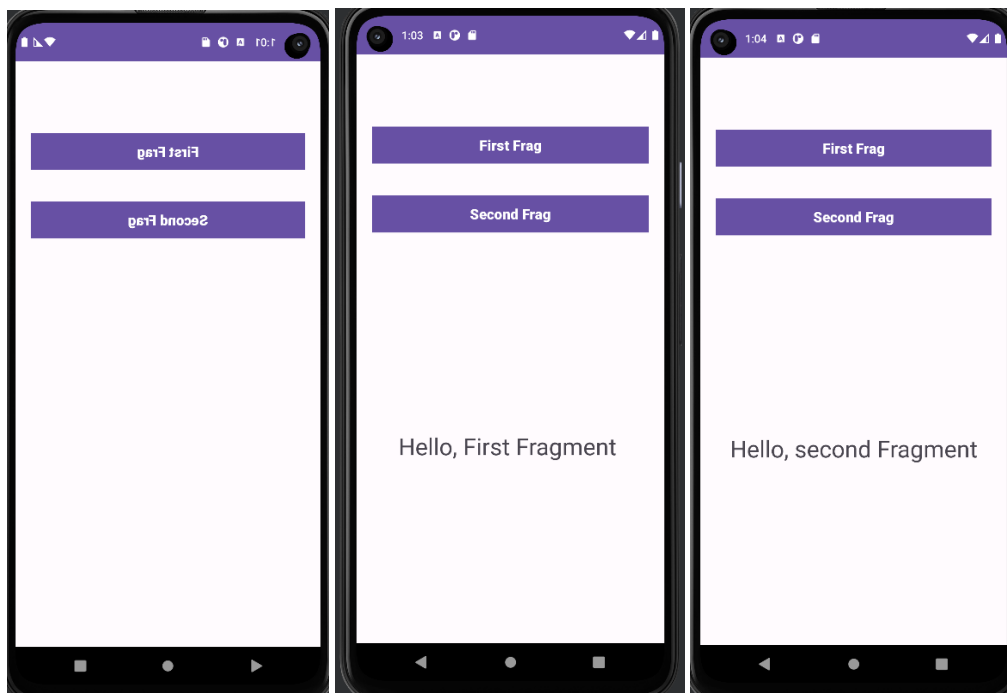 1:01
First Frag
Second Frag
1:03
First Frag
Second Frag
Hello, First Fragment
1:04
First Frag
Second Frag
Hello, second Fragment